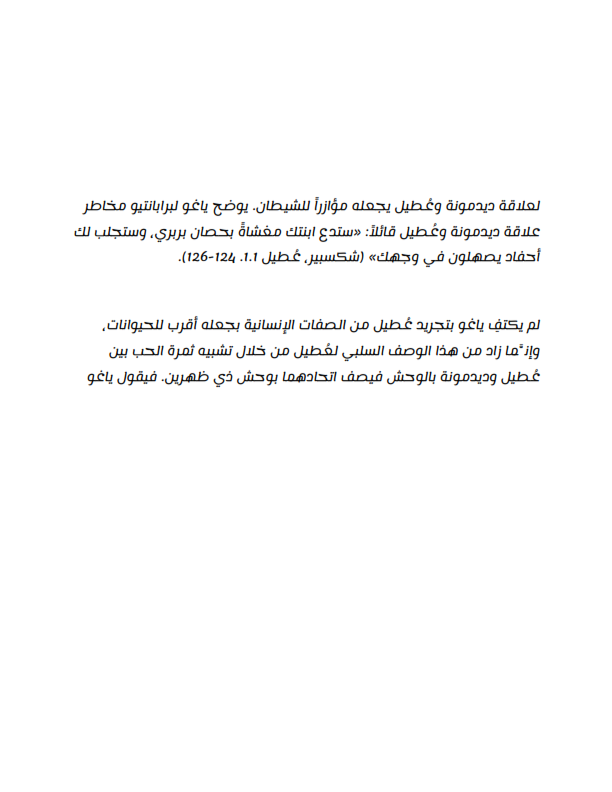 لعلاقة ديدمونة وعُطيل يجعله مؤازراً للشيطان. يوضح ياغو لبرابانتيو مخاطر
علاقة ديدمونة وعُطيل قائلاً: «ستدع ابنتك مغشاةً بحصان بربري، وستجلب لك
أحفاد يصهلون في وجهك» (شكسبير، عُطيل 1.1. 124-126).
لم يكتفِ ياغو بتجريد عُطيل من الصفات الإنسانية بجعله أقرب للحيوانات،
وإنَّما زاد من هذا الوصف السلبي لعُطيل من خلال تشبيه ثمرة الحب بين
عُطيل وديدمونة بالوحش فيصف اتحادهما بوحش ذي ظهرين. فيقول ياغو